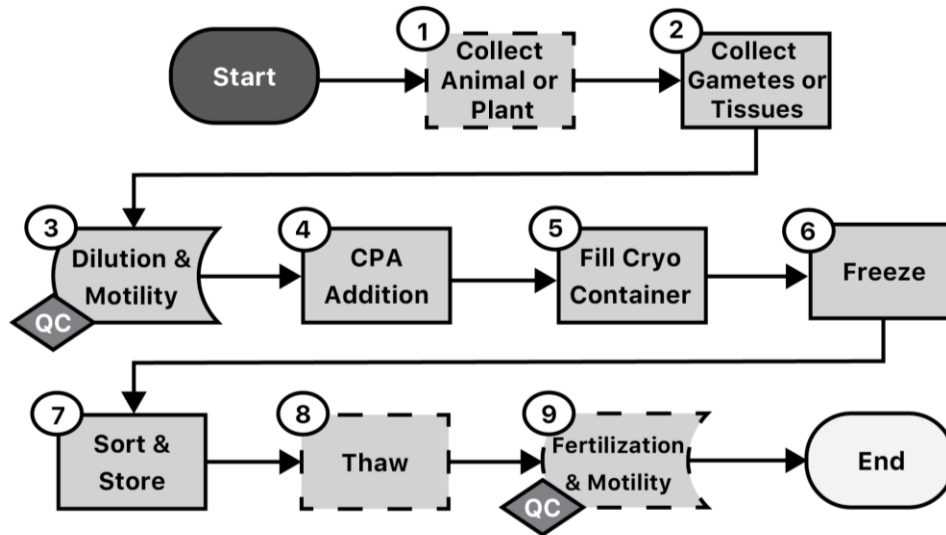 Start
1
Collect
Animal or
Plant
2
Collect
Gametes or
Tissues
3
Dilution &
Motility
QC
4
CPA
Addition
5
Fill Cryo
Container
6
Freeze
7
Sort &
Store
8
Thaw
9
Fertilization
& Motility
QC
End